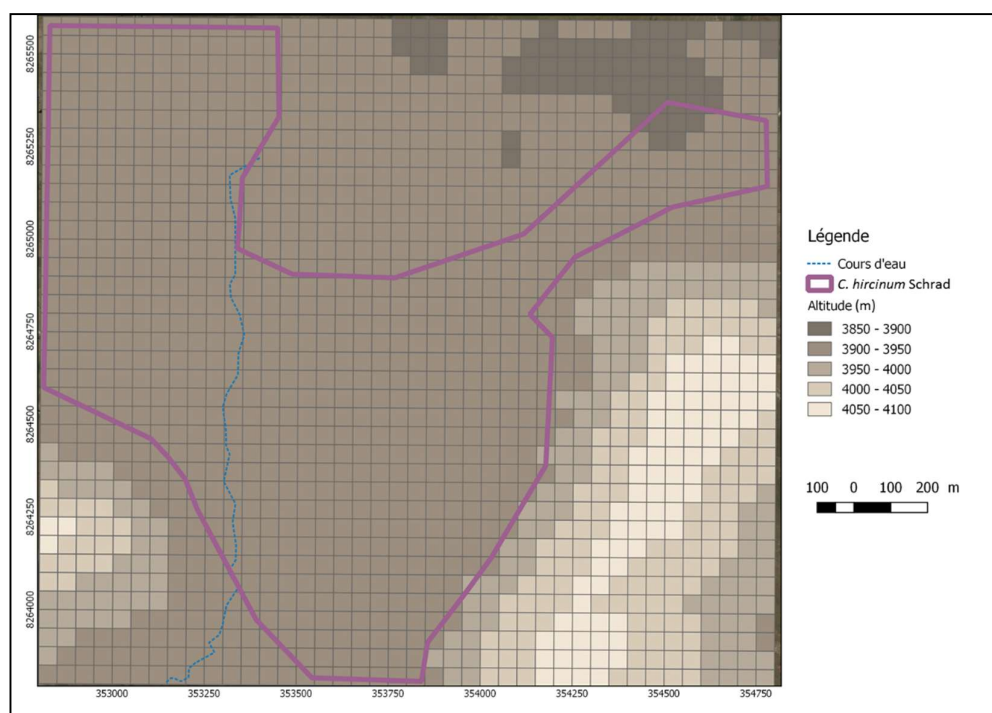 8265500
8265250
8265000
8264750
8264500
8264250
8264000
353000 353250 353500 353750 354000 354250 354500 354750
Légende
Cours d'eau
C. hircinum Schrad
Altitude (m)
3850 - 3900
3900 - 3950
3950 - 4000
4000 - 4050
4050 - 4100
100 0 100 200 m